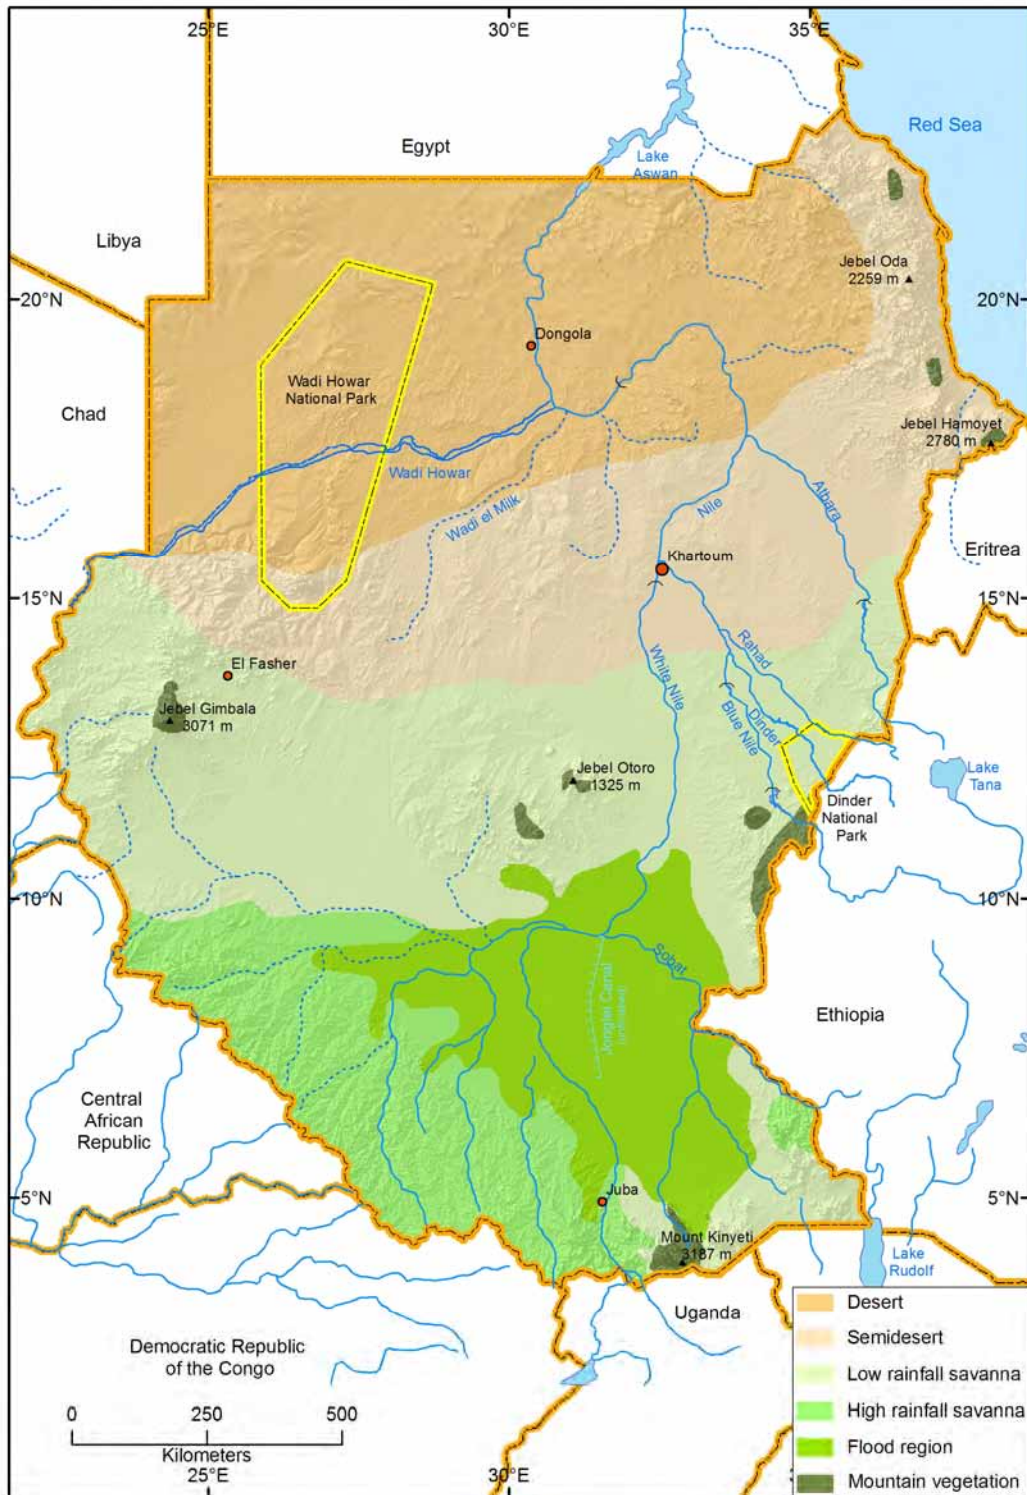 25°E
30°E
35°E
Red Sea
Egypt
Lake
Aswan
Libya
Jebel Oda
2259 m
20°N
20°N
Dongola
Wadi Howar
National Park
Chad
Jebel Hamoyet
2780 m
Wadi Howar
Wadi el Milk
Nile
Atbara
Khartoum
Eritrea
15°N
15°N
Rahad
El Fasher
White Nile
Jebel Gimbala
3071 m
Dinder
Blue Nile
Jebel Otoro
1325 m
Lake
Tana
Dinder
National
Park
10°N
10°N
Sobat
Jonglei Canal
Ethiopia
Central
African
Republic
5°N
5°N
Juba
Mount Kinyeti
3187 m
Lake
Rudolf
Uganda
Democratic Republic
of the Congo
0
250
500
Kilometers
Desert
Semidesert
Low rainfall savanna
High rainfall savanna
Flood region
Mountain vegetation
25°E
30°E